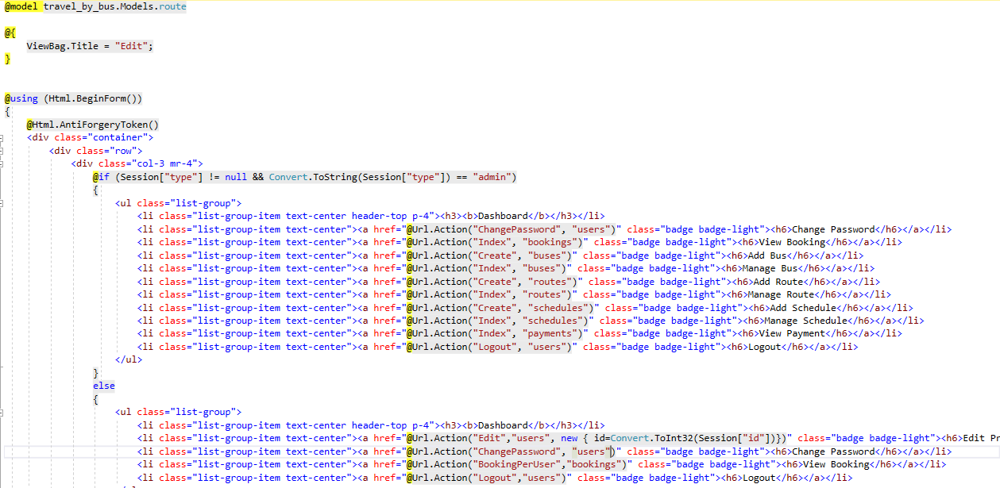 @model travel_by_bus.Models.route
@{
ViewBag.Title = "Edit";
}
@using (Html.BeginForm())
{
@Html.AntiForgeryToken()
<div class="container">
<div class="row">
<div class="col-3 mr-4">
@if (Session["type"] != null && Convert.ToString(Session["type"]) == "admin")
{
<ul class="list-group">
<li class="list-group-item text-center header-top p-4"><h3><b>Dashboard</b></h3></li>
<li class="list-group-item text-center"><a href="@Url.Action("ChangePassword", "users")" class="badge badge-light"><h6>Change Password</h6></a></li>
<li class="list-group-item text-center"><a href="@Url.Action("Index", "bookings")" class="badge badge-light"><h6>View Booking</h6></a></li>
<li class="list-group-item text-center"><a href="@Url.Action("Create", "buses")" class="badge badge-light"><h6>Add Bus</h6></a></li>
<li class="list-group-item text-center"><a href="@Url.Action("Index", "buses")" class="badge badge-light"><h6>Manage Bus</h6></a></li>
<li class="list-group-item text-center"><a href="@Url.Action("Create", "routes")" class="badge badge-light"><h6>Add Route</h6></a></li>
<li class="list-group-item text-center"><a href="@Url.Action("Index", "routes")" class="badge badge-light"><h6>Manage Route</h6></a></li>
<li class="list-group-item text-center"><a href="@Url.Action("Create", "schedules")" class="badge badge-light"><h6>Add Schedule</h6></a></li>
<li class="list-group-item text-center"><a href="@Url.Action("Index", "schedules")" class="badge badge-light"><h6>Manage Schedule</h6></a></li>
<li class="list-group-item text-center"><a href="@Url.Action("Index", "payments")" class="badge badge-light"><h6>View Payment</h6></a></li>
<li class="list-group-item text-center"><a href="@Url.Action("Logout", "users")" class="badge badge-light"><h6>Logout</h6></a></li>
</ul>
}
else
{
<ul class="list-group">
<li class="list-group-item text-center header-top p-4"><h3><b>Dashboard</b></h3></li>
<li class="list-group-item text-center"><a href="@Url.Action("Edit","users", new { id=Convert.ToInt32(Session["id"])})" class="badge badge-light"><h6>Edit Pr
<li class="list-group-item text-center"><a href="@Url.Action("ChangePassword", "users")" class="badge badge-light"><h6>Change Password</h6></a></li>
<li class="list-group-item text-center"><a href="@Url.Action("BookingPerUser","bookings")" class="badge badge-light"><h6>View Booking</h6></a></li>
<li class="list-group-item text-center"><a href="@Url.Action("Logout","users")" class="badge badge-light"><h6>Logout</h6></a></li>